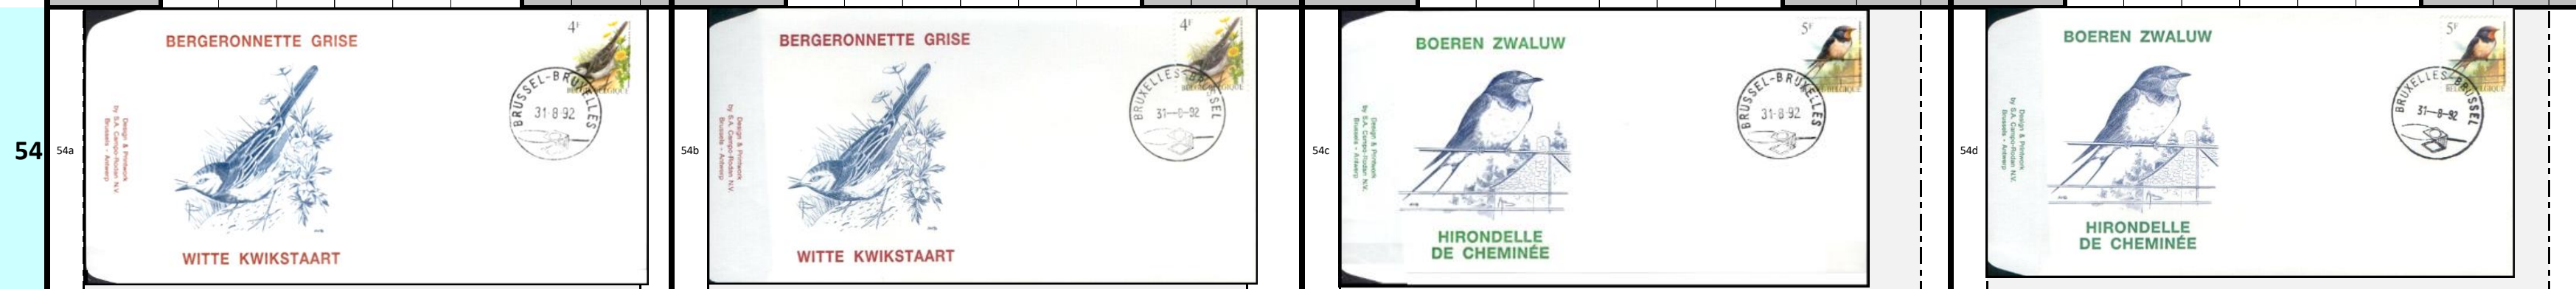 54
54a
BERGERONNETTE GRISE
4F
BRUSSEL-BRUXELLES
31-8-92
Design & Printwork
by S.A. Campo-Rodan N.V.
Brussels - Antwerp
WITTE KWIKSTAART
54b
BERGERONNETTE GRISE
4F
BRUXELLES-BRUSSEL
31-8-92
Design & Printwork
by S.A. Campo-Rodan N.V.
Brussels - Antwerp
WITTE KWIKSTAART
54c
BOEREN ZWALUW
5F
BRUSSEL-BRUXELLES
31-8-92
Design & Printwork
by S.A. Campo-Rodan N.V.
Brussels - Antwerp
HIRONDELLE
DE CHEMINÉE
54d
BOEREN ZWALUW
5F
BRUXELLES-BRUSSEL
31-8-92
Design & Printwork
by S.A. Campo-Rodan N.V.
Brussels - Antwerp
HIRONDELLE
DE CHEMINÉE